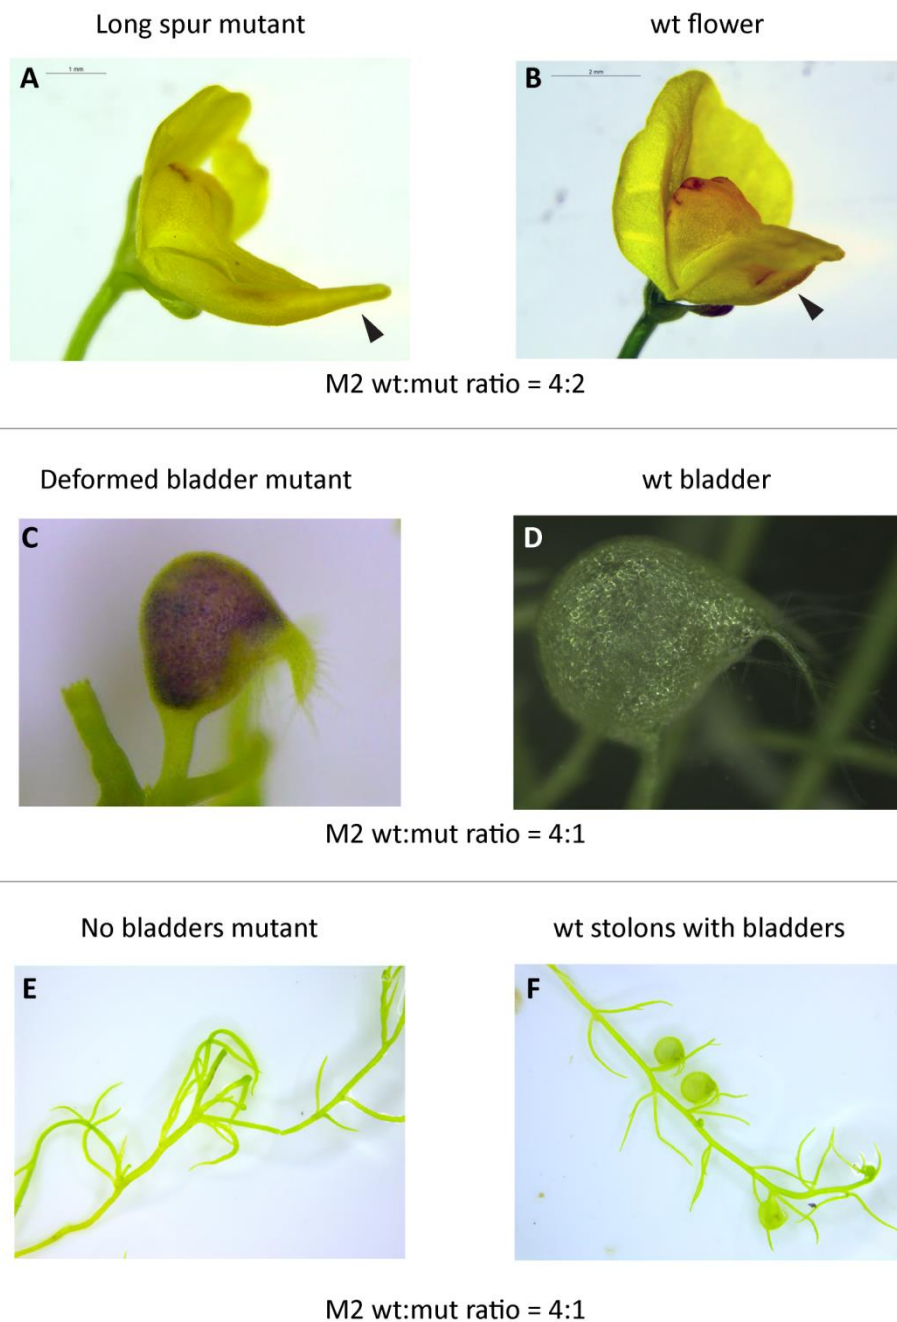 Long spur mutant
wt flower
A
1 mm
B
2 mm
M2 wt:mut ratio = 4:2
Deformed bladder mutant
wt bladder
C
D
M2 wt:mut ratio = 4:1
No bladders mutant
wt stolons with bladders
E
F
M2 wt:mut ratio = 4:1